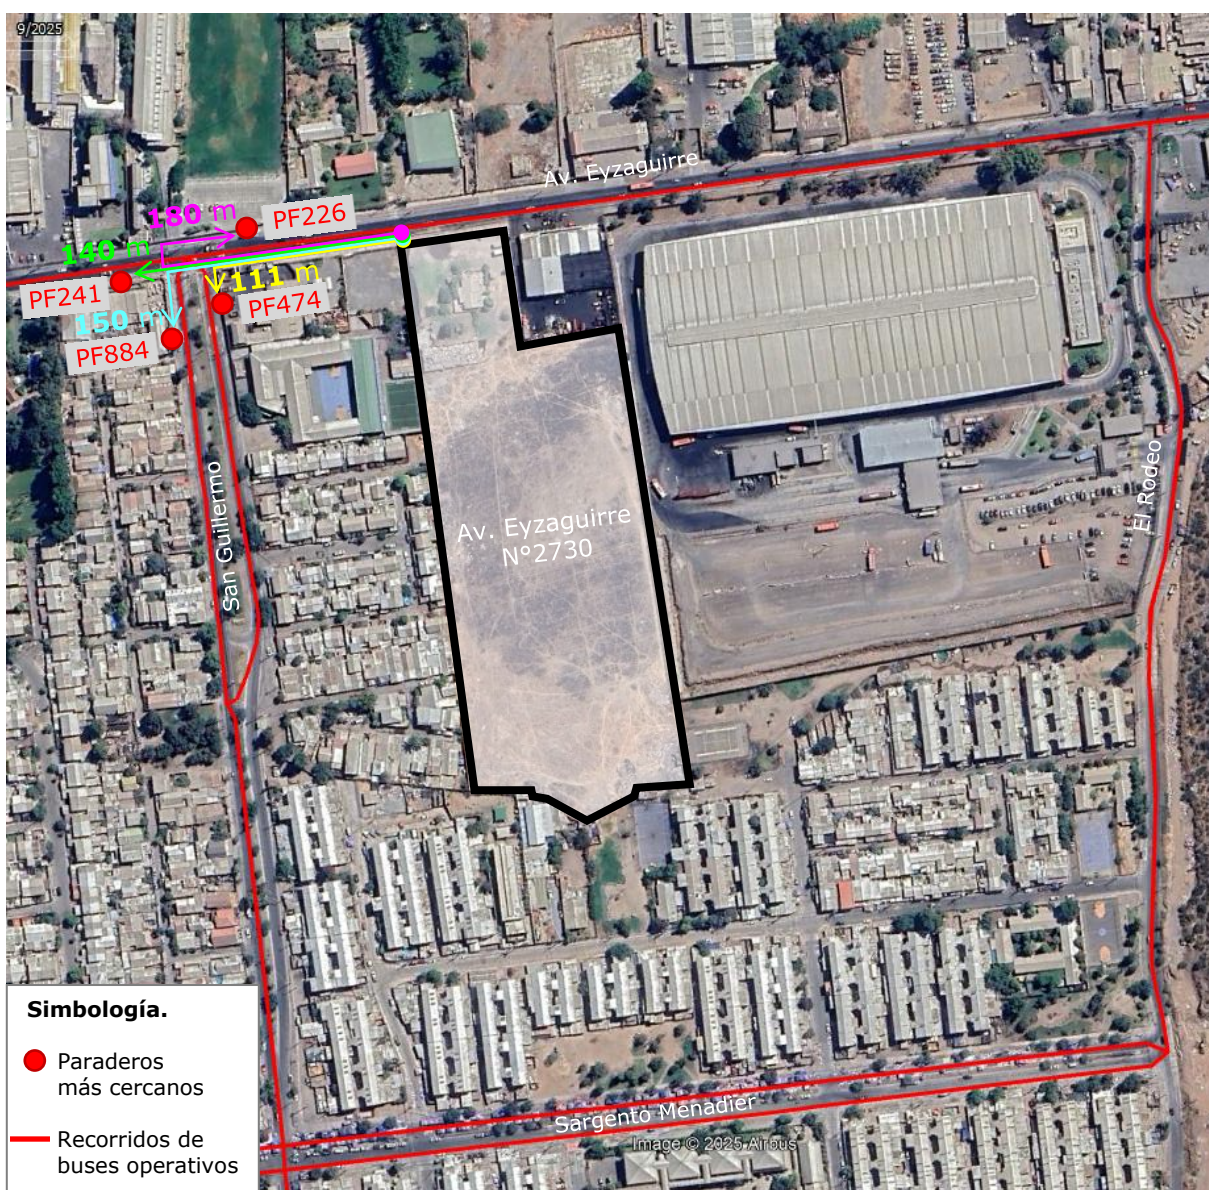 9/2025
Av. Eyzaguirre
180 m
PF226
140 m
PF241
111 m
PF474
150 m
PF884
San Guillermo
El Rodeo
Av. Eyzaguirre
N°2730
Sargento Menadier
Image © 2025 Airbus
Simbología.
Paraderos
más cercanos
Recorridos de
buses operativos